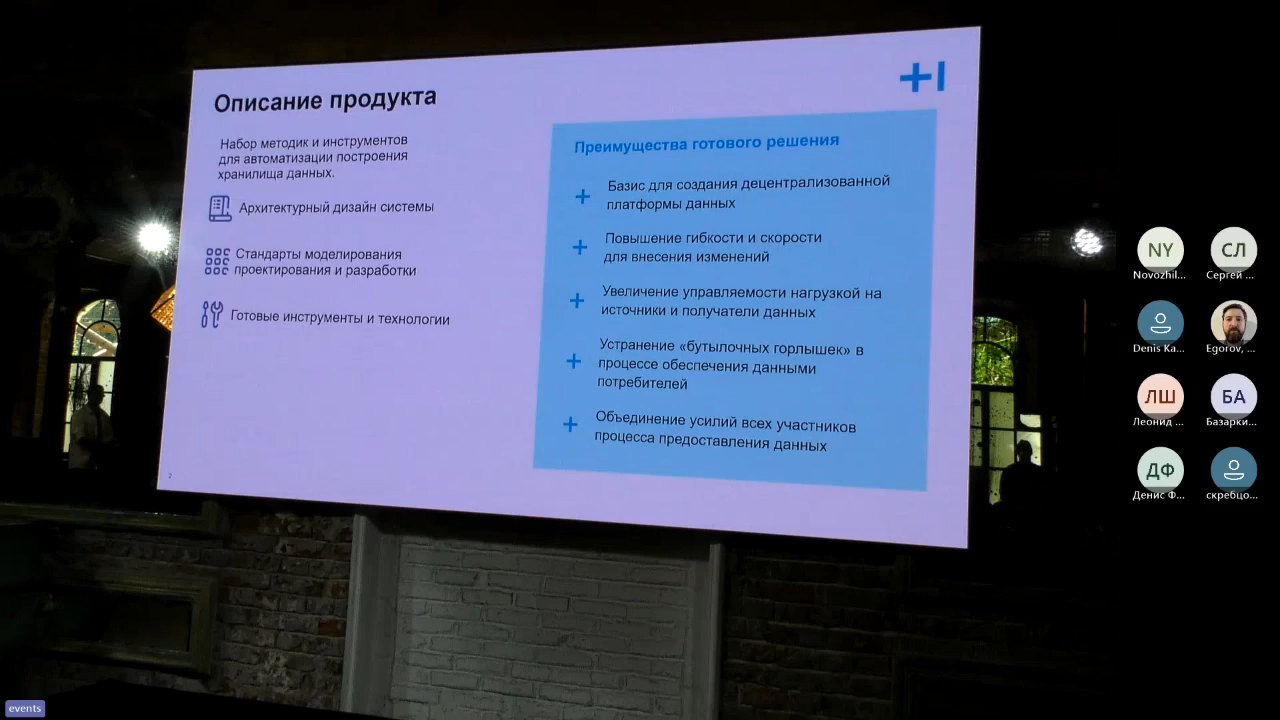 Описание продукта
Набор методик и инструментов
для автоматизации построения
хранилища данных.
Архитектурный дизайн системы
Стандарты моделирования
проектирования и разработки
Готовые инструменты и технологии
2
Преимущества готового решения
Базис для создания децентрализованной
платформы данных
Повышение гибкости и скорости
для внесения изменений
Увеличение управляемости нагрузкой на
источники и получатели данных
Устранение «бутылочных горлышек» в
процессе обеспечения данными
потребителей
Объединение усилий всех участников
процесса предоставления данных
NY
Novozhil...
СЛ
Сергей ...
Denis Ka...
Egorov, ...
ЛШ
Леонид ...
БА
Базарки...
ДФ
Денис Ф...
скребцо...
events